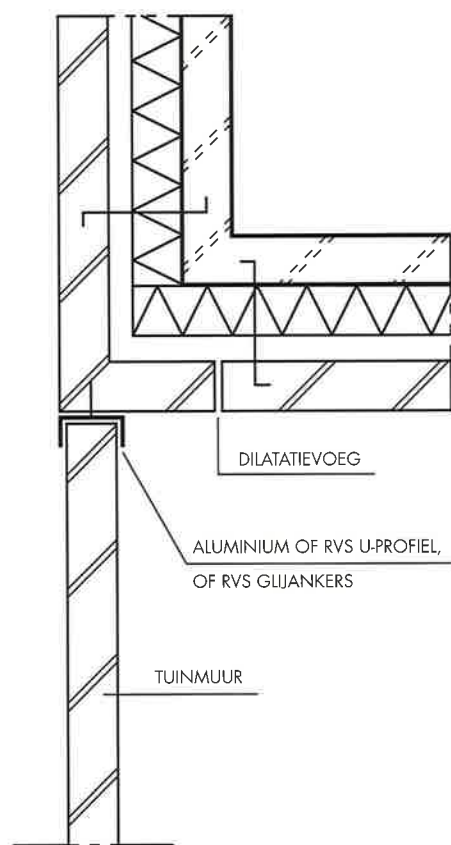 DILATATIEVOEG
ALUMINIUM OF RVS U-PROFIEL,
OF RVS GLIJANKERS
TUINMUUR